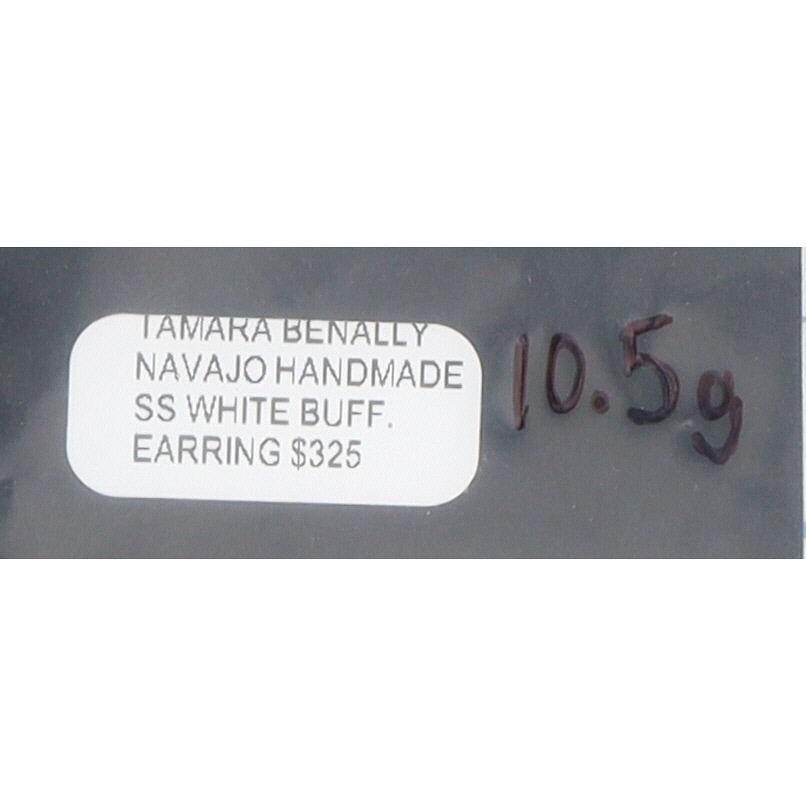 TAMARA BENALLY
NAVAJO HANDMADE
SS WHITE BUFF.
EARRING $325
10.5g